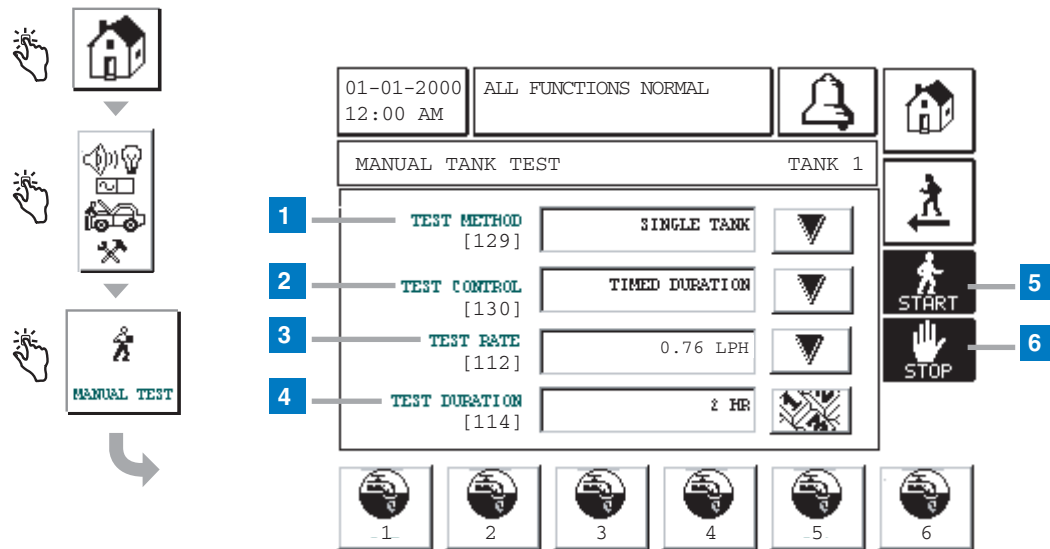 MANUAL TEST
01-01-2000
12:00 AM
ALL FUNCTIONS NORMAL
MANUAL TANK TEST TANK 1
1 TEST METHOD SINGLE TANK
[129]
2 TEST CONTROL TIMED DURATION
[130]
3 TEST RATE 0.76 LPH
[112]
4 TEST DURATION 2 HR
[114]
START 5
STOP 6
1 2 3 4 5 6